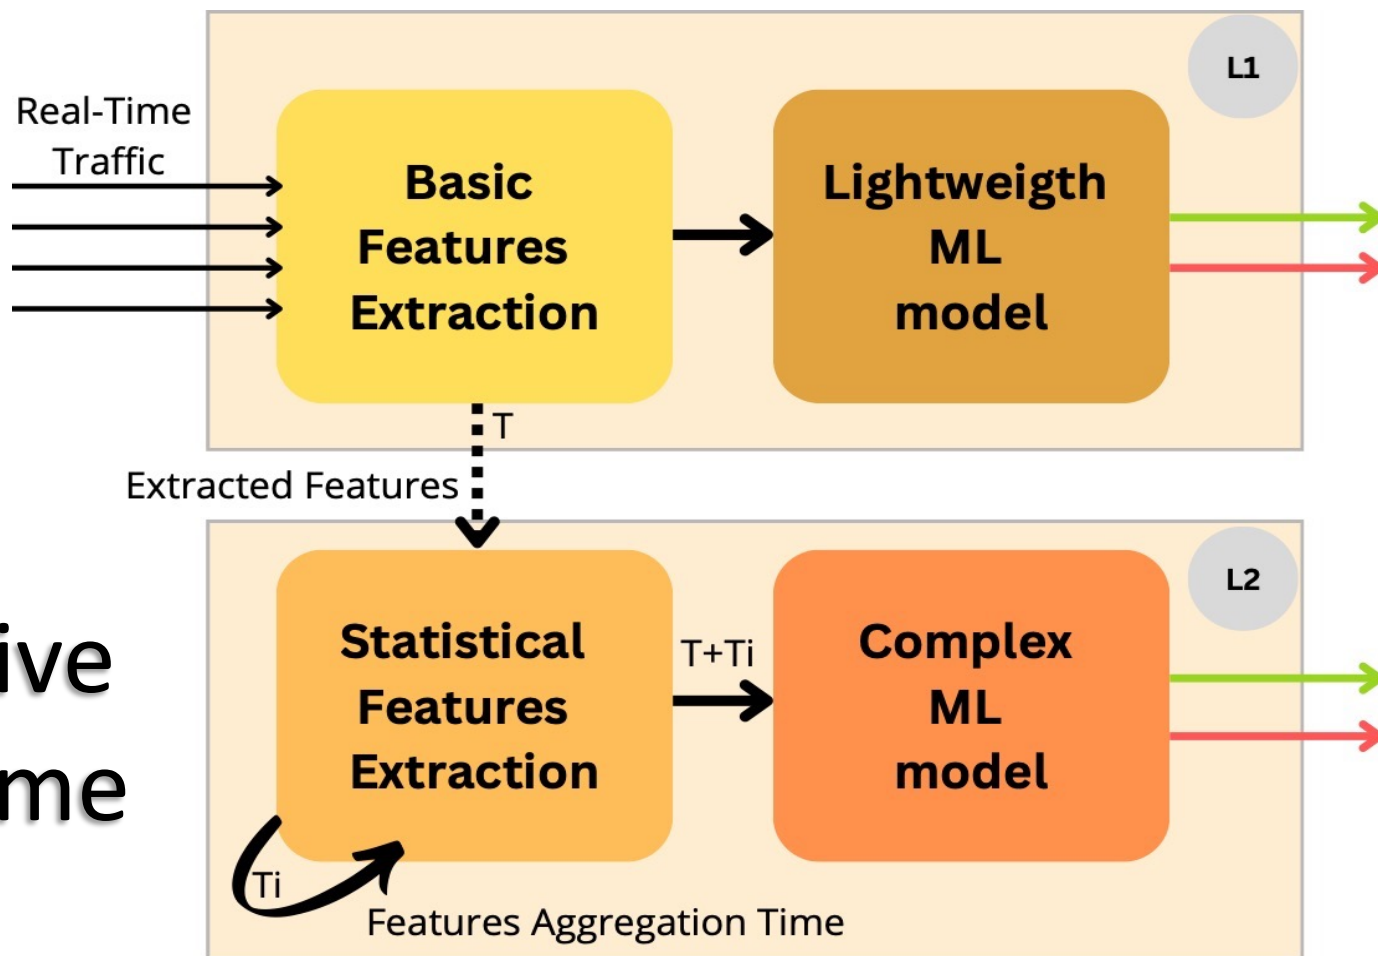 L1
Real-Time
Traffic
Basic
Features
Extraction
Lightweigth
ML
model
T
Extracted Features
L2
Statistical
Features
Extraction
T+Ti
Complex
ML
model
ive
me
Ti
Features Aggregation Time